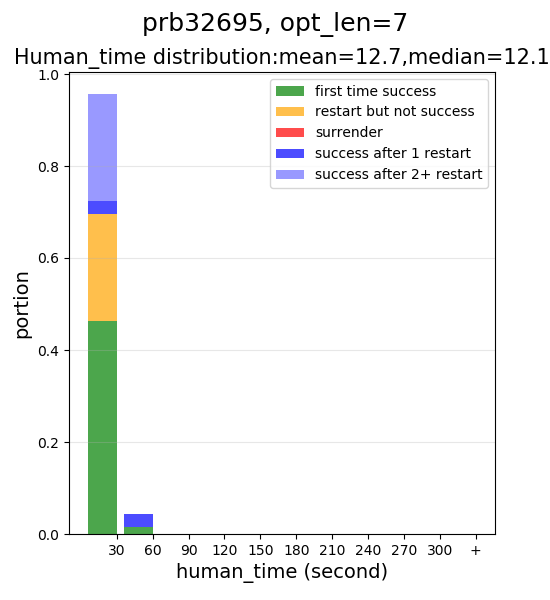 prb32695, opt_len=7
Human_time distribution:mean=12.7,median=12.1
1.0
0.8
0.6
0.4
0.2
0.0
portion
first time success
restart but not success
surrender
success after 1 restart
success after 2+ restart
30 60 90 120 150 180 210 240 270 300 +
human_time (second)